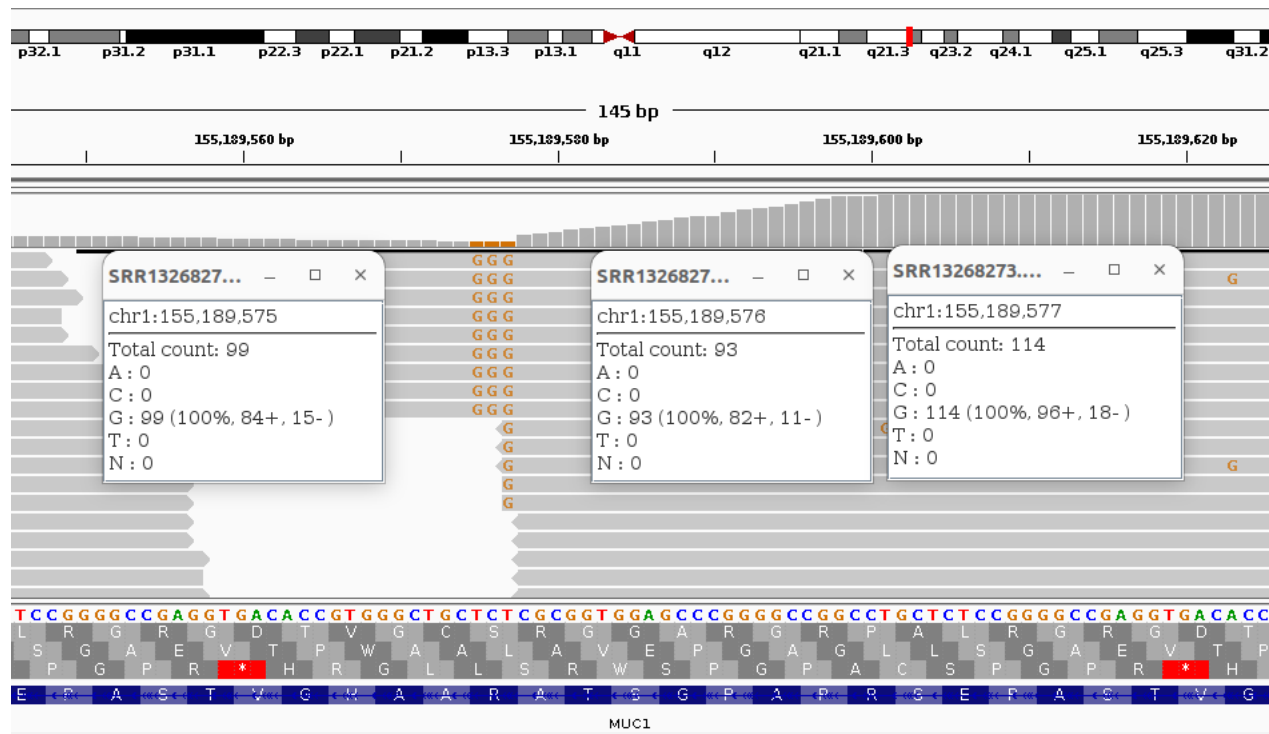 p32.1 p31.2 p31.1 p22.3 p22.1 p21.2 p13.3 p13.1 q11 q12 q21.1 q21.3 q23.2 q24.1 q25.1 q25.3 q31.2
145 bp
155,189,560 bp 155,189,580 bp 155,189,600 bp 155,189,620 bp
SRR1326827...
chr1:155,189,575
Total count: 99
A : 0
C : 0
G : 99 (100%, 84+, 15- )
T : 0
N : 0
G G G
G G G
G G G
G G G
G G G
G G G
G G G
G G G
G G G
G
G
G
G
G
SRR1326827...
chr1:155,189,576
Total count: 93
A : 0
C : 0
G : 93 (100%, 82+, 11- )
T : 0
N : 0
SRR13268273....
chr1:155,189,577
Total count: 114
A : 0
C : 0
G : 114 (100%, 96+, 18- )
T : 0
N : 0
G
G
T C C G G G G C C G A G G T G A C A C C G T G G G C T G C T C T C G C G G T G G A G C C C G G G G C C G G C C T G C T C T C C G G G G C C G A G G T G A C A C C
L R G R G D T V G C S R G G A R G R P A L R G R G D T
S G A E V T P W A A L A V E P G A G L L S G A E V T P
P G P R * H R G L L S R W S P G P A C S P G P R * H
E P A S T V G H A A R A T S G P A P R S E R A S T V G
MUC1